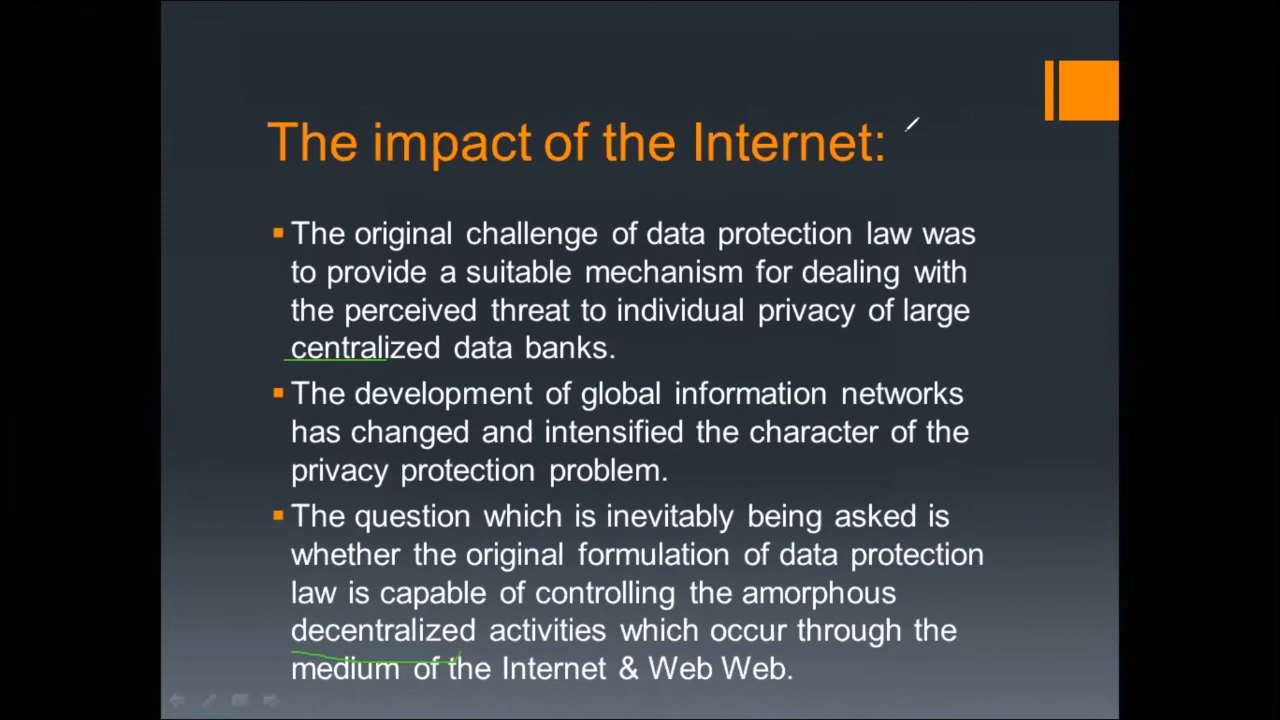 The impact of the Internet:
The original challenge of data protection law was
to provide a suitable mechanism for dealing with
the perceived threat to individual privacy of large
centralized data banks.
The development of global information networks
has changed and intensified the character of the
privacy protection problem.
The question which is inevitably being asked is
whether the original formulation of data protection
law is capable of controlling the amorphous
decentralized activities which occur through the
medium of the Internet & Web Web.